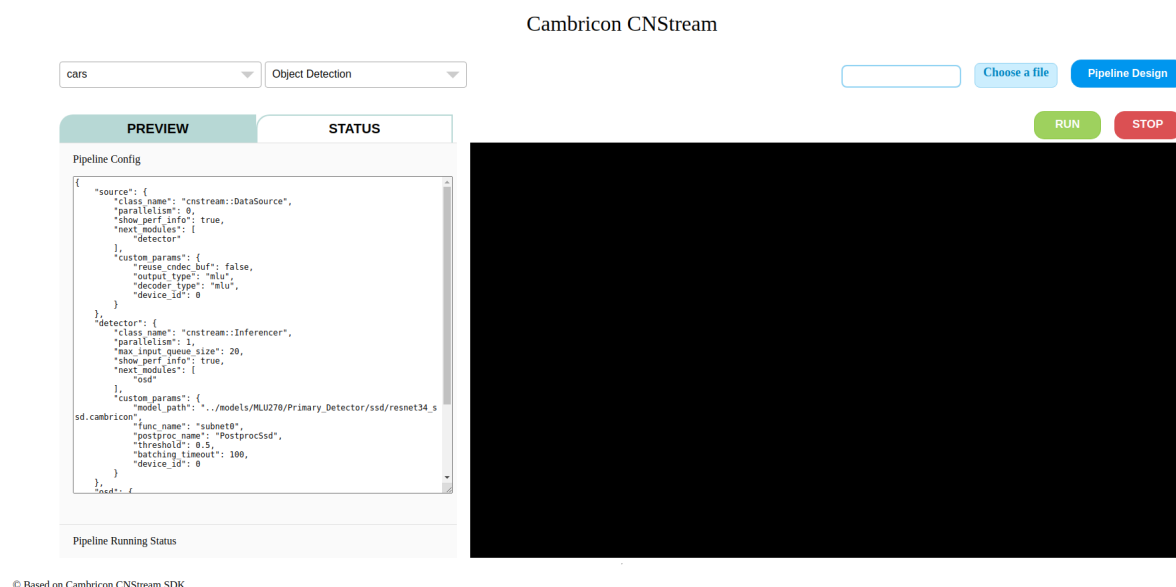 Cambricon CNStream
cars
Object Detection
Choose a file
Pipeline Design
PREVIEW
STATUS
RUN
STOP
Pipeline Config
{
    "source": {
        "class_name": "cnstream::DataSource",
        "parallelism": 0,
        "show_perf_info": true,
        "next_modules": [
            "detector"
        ],
        "custom_params": {
            "reuse_cndec_buf": false,
            "output_type": "mlu",
            "decoder_type": "mlu",
            "device_id": 0
        }
    },
    "detector": {
        "class_name": "cnstream::Inferencer",
        "parallelism": 1,
        "max_input_queue_size": 20,
        "show_perf_info": true,
        "next_modules": [
            "osd"
        ],
        "custom_params": {
            "model_path": "../models/MLU270/Primary_Detector/ssd/resnet34_s
sd.cambricon",
            "func_name": "subnet0",
            "postproc_name": "PostprocSsd",
            "threshold": 0.5,
            "batching_timeout": 100,
            "device_id": 0
        }
    },
    "osd": {
Pipeline Running Status
© Based on Cambricon CNStream SDK